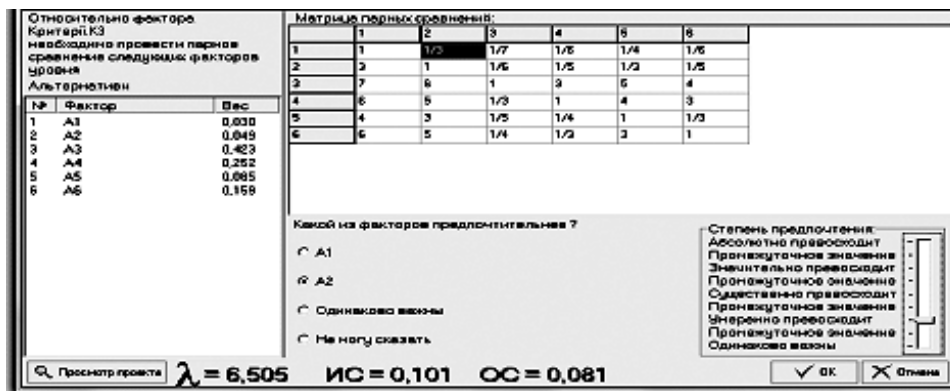 Относительно фактора
Критерії.К3
необходимо провести парное
сравнение следующих факторов
уровня
Альтернативи
№ Фактор Вес
1 A1 0,030
2 A2 0,049
3 A3 0,423
4 A4 0,252
5 A5 0,085
6 A6 0,159
Матрица парных сравнений:
1 2 3 4 5 6
1 1 1/3 1/7 1/6 1/4 1/6
2 3 1 1/6 1/5 1/3 1/5
3 7 6 1 3 5 4
4 6 5 1/3 1 4 3
5 4 3 1/5 1/4 1 1/3
6 6 5 1/4 1/3 3 1
Какой из факторов предпочтительнее ?
A1
A2
Одинаково важны
Не могу сказать
Степень предпочтения:
Абсолютно превосходит
Промежуточное значение
Значительно превосходит
Промежуточное значение
Существенно превосходит
Промежуточное значение
Умеренно превосходит
Промежуточное значение
Одинаково важны
Просмотр проекта
λ = 6,505 ИС = 0,101 ОС = 0,081
OK
Отмена